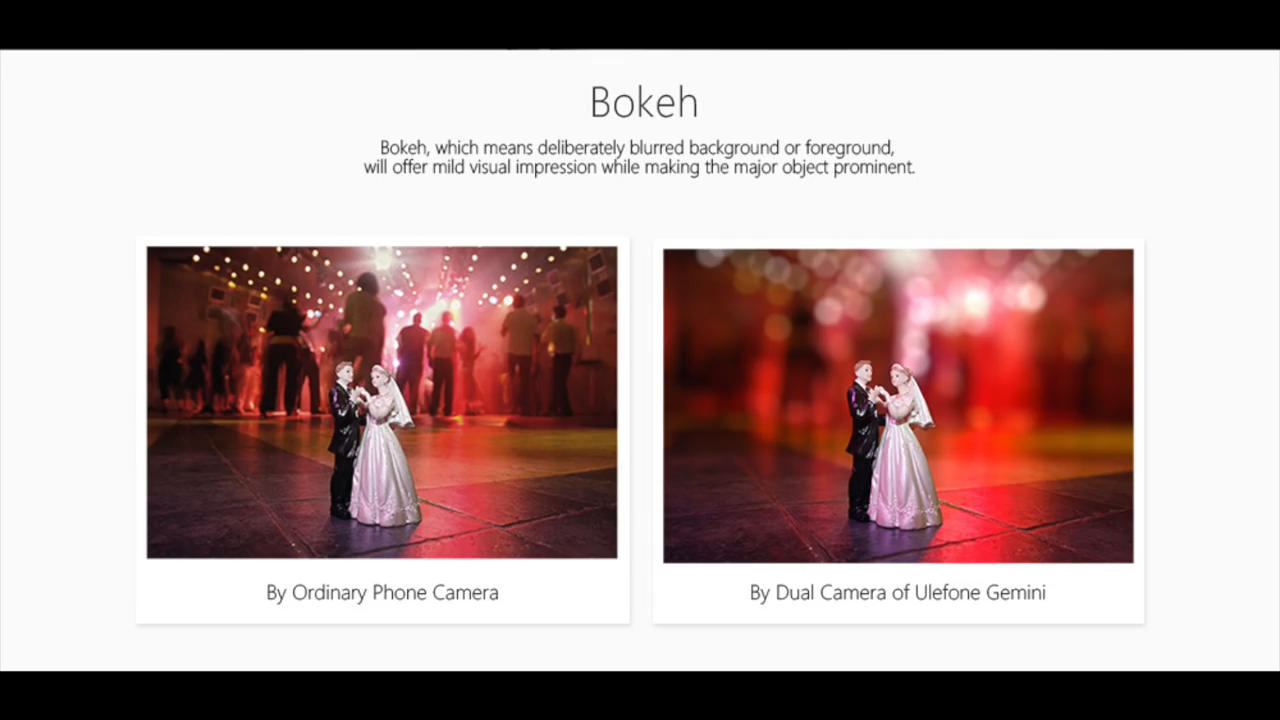 Bokeh
Bokeh, which means deliberately blurred background or foreground,
will offer mild visual impression while making the major object prominent.
By Ordinary Phone Camera
By Dual Camera of Ulefone Gemini